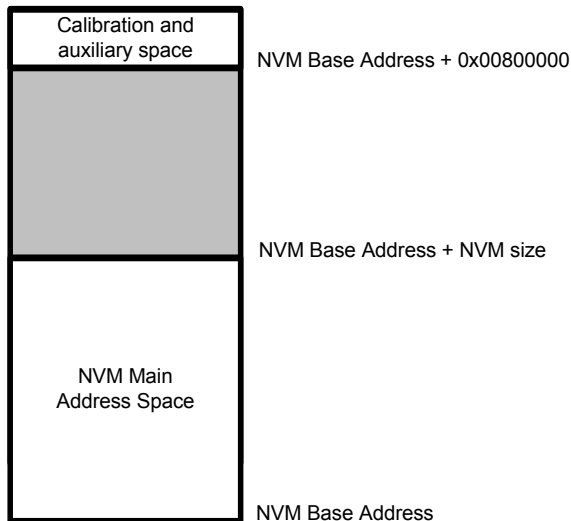 Calibration and
auxiliary space
NVM Base Address + 0x00800000
NVM Base Address + NVM size
NVM Main
Address Space
NVM Base Address